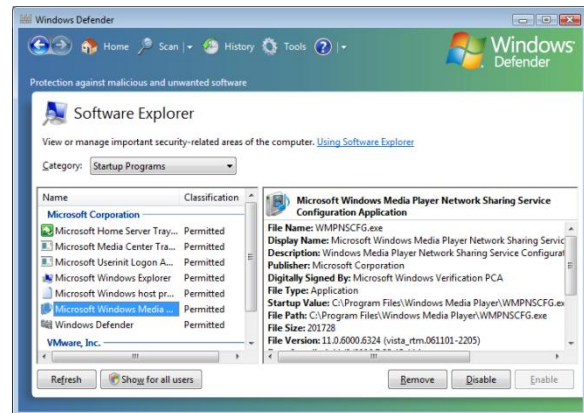 Windows Defender
Home Scan History Tools
Windows
Defender
Protection against malicious and unwanted software
Software Explorer
View or manage important security-related areas of the computer. Using Software Explorer
Category: Startup Programs
Name Classification
Microsoft Corporation
Microsoft Home Server Tray... Permitted
Microsoft Media Center Tra... Permitted
Microsoft Userinit Logon A... Permitted
Microsoft Windows Explorer Permitted
Microsoft Windows host pr... Permitted
Microsoft Windows Media ... Permitted
Windows Defender Permitted
VMware, Inc.
Microsoft Windows Media Player Network Sharing Service
Configuration Application
File Name: WMPNSCFG.exe
Display Name: Microsoft Windows Media Player Network Sharing Servic
Description: Windows Media Player Network Sharing Service Configurat
Publisher: Microsoft Corporation
Digitally Signed By: Microsoft Windows Verification PCA
File Type: Application
Startup Value: C:\Program Files\Windows Media Player\WMPNSCFG.ex
File Path: C:\Program Files\Windows Media Player\WMPNSCFG.exe
File Size: 201728
File Version: 11.0.6000.6324 (vista_rtm.061101-2205)
Refresh Show for all users Remove Disable Enable